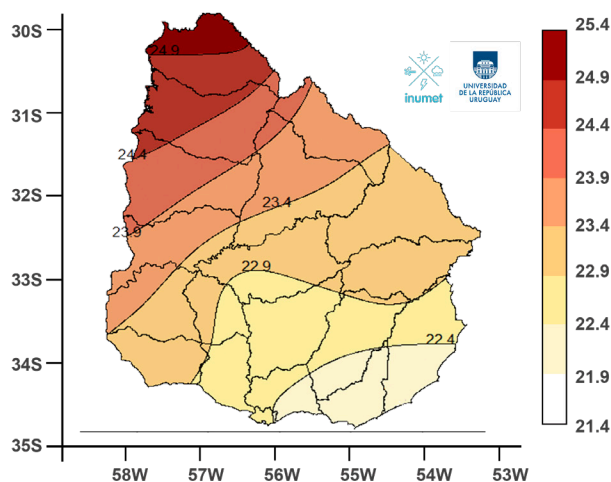 30S
31S
32S
33S
34S
35S
58W
57W
56W
55W
54W
53W
24.9
24.4
23.9
23.4
22.9
22.4
inumet
UNIVERSIDAD
DE LA REPÚBLICA
URUGUAY
25.4
24.9
24.4
23.9
23.4
22.9
22.4
21.9
21.4